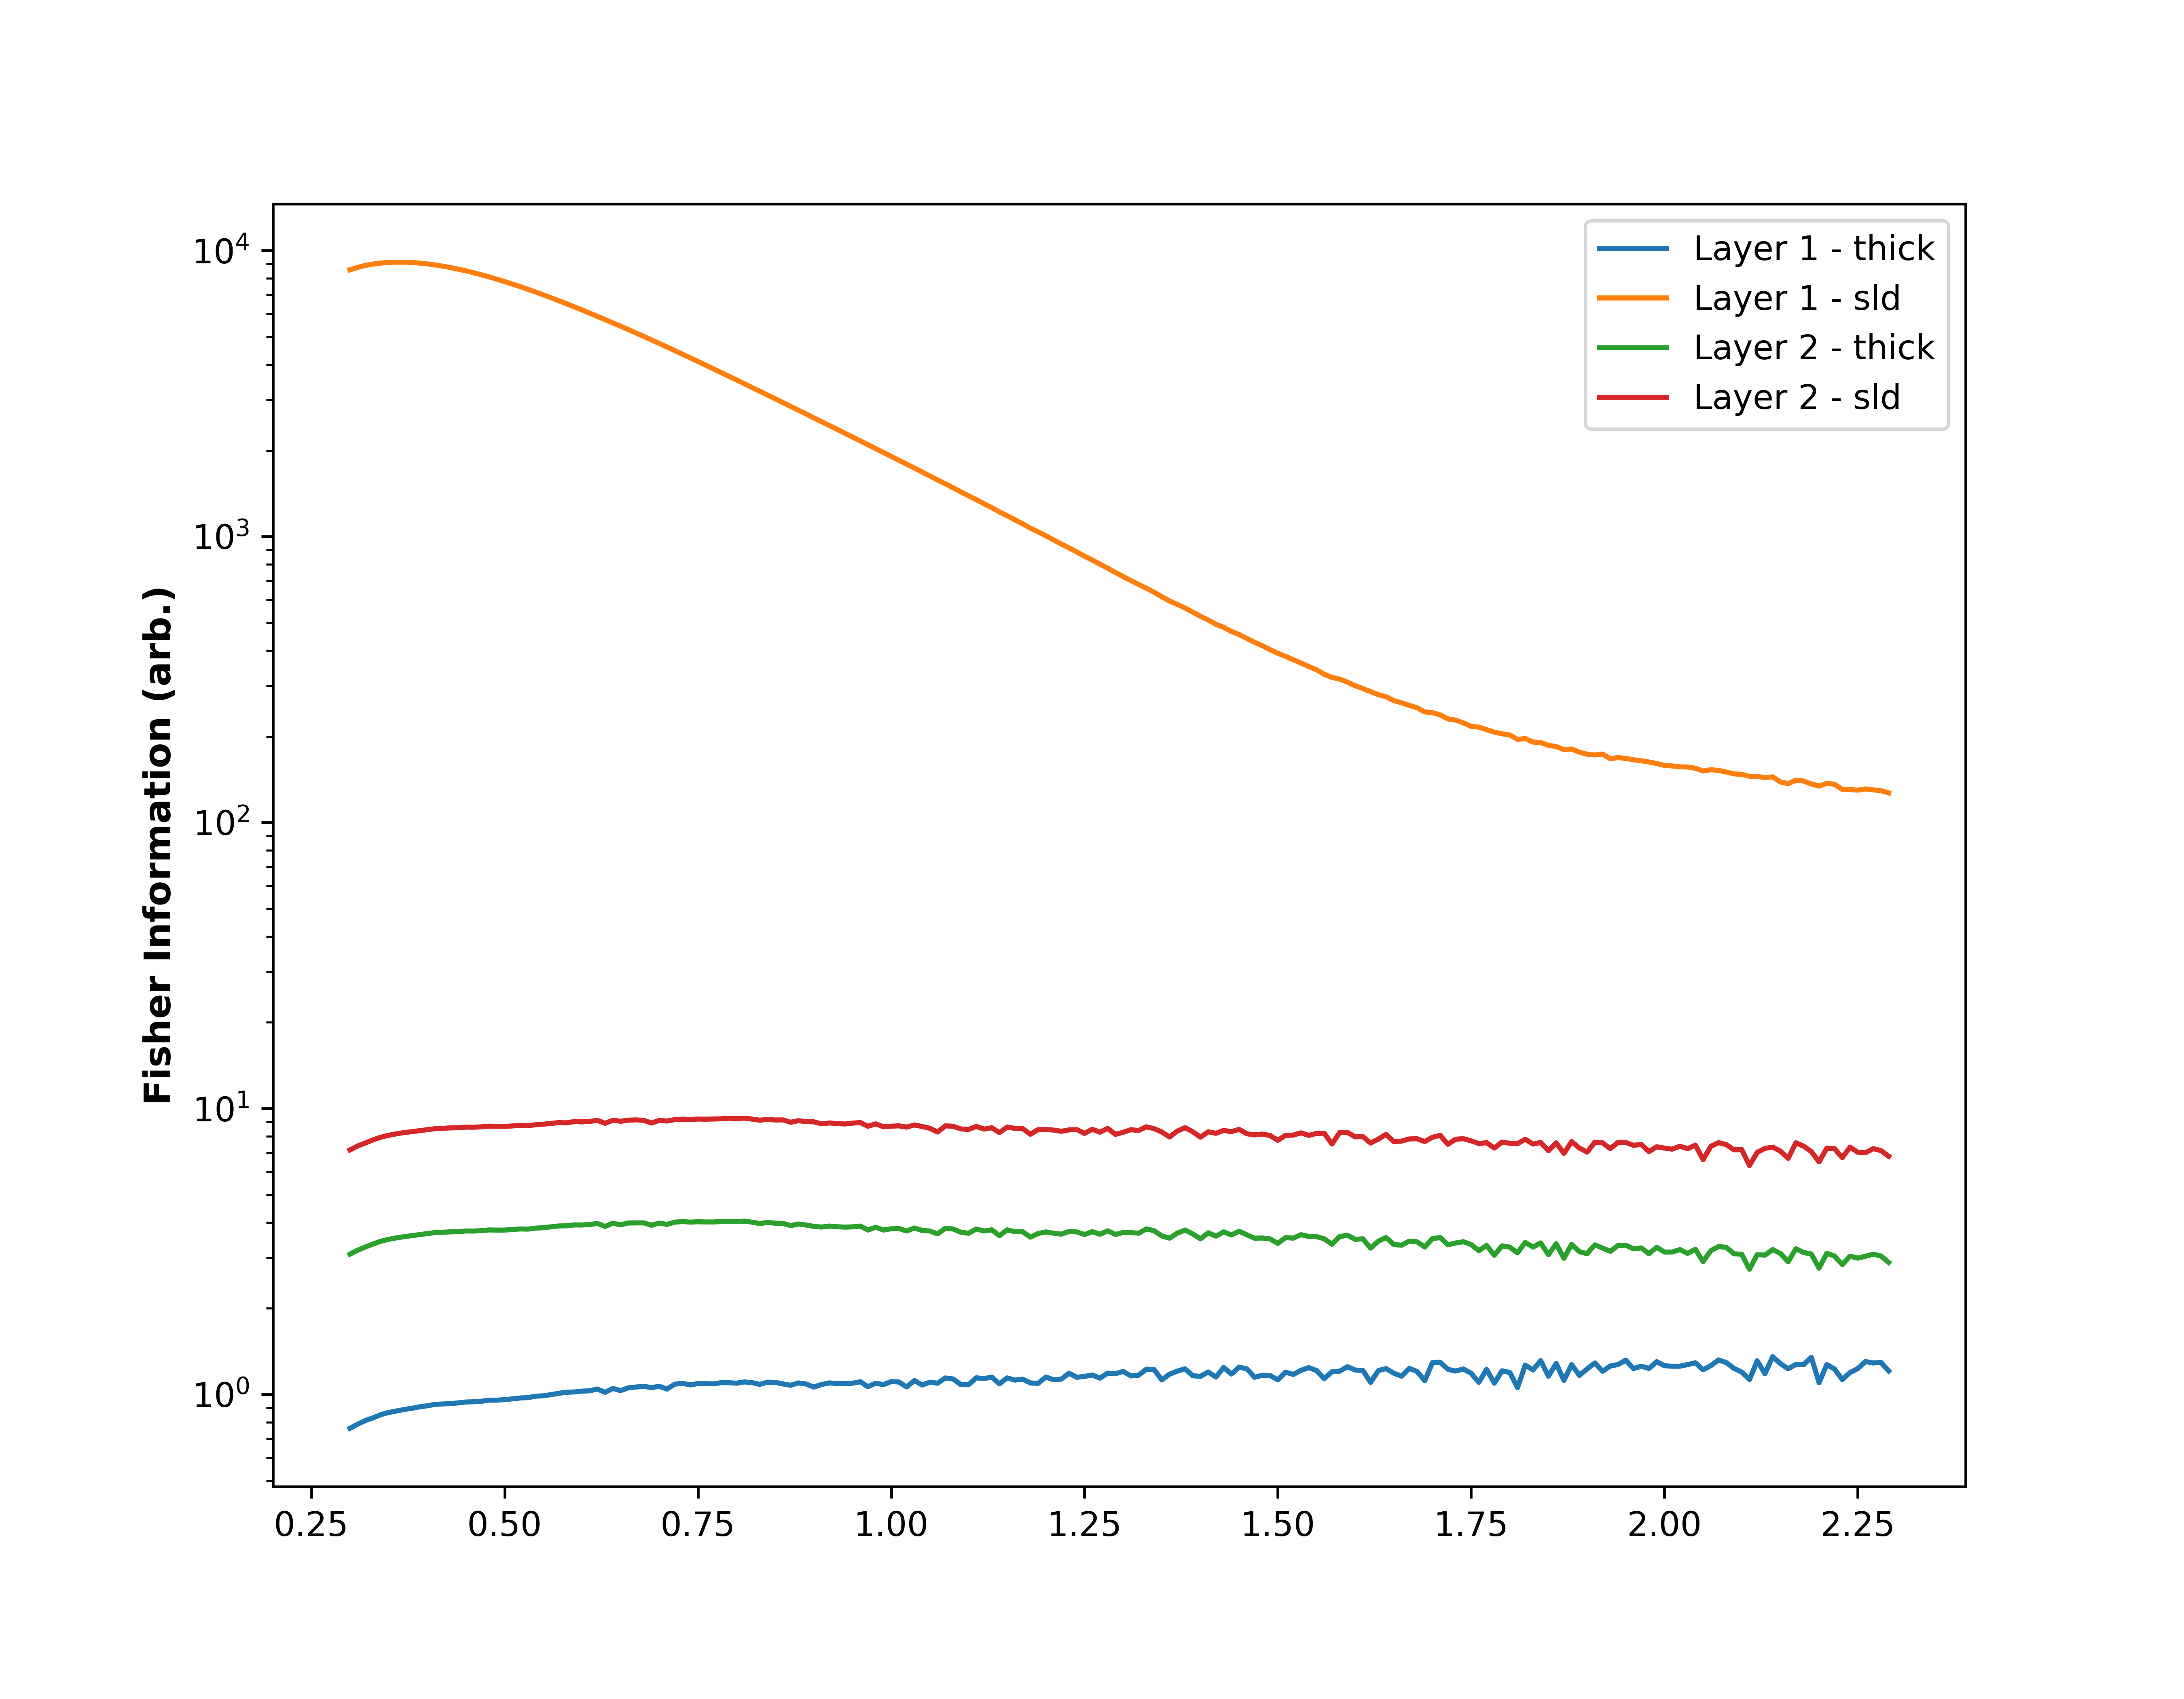 Fisher Information (arb.)
10⁴
10³
10²
10¹
10⁰
Layer 1 - thick
Layer 1 - sld
Layer 2 - thick
Layer 2 - sld
0.25 0.50 0.75 1.00 1.25 1.50 1.75 2.00 2.25